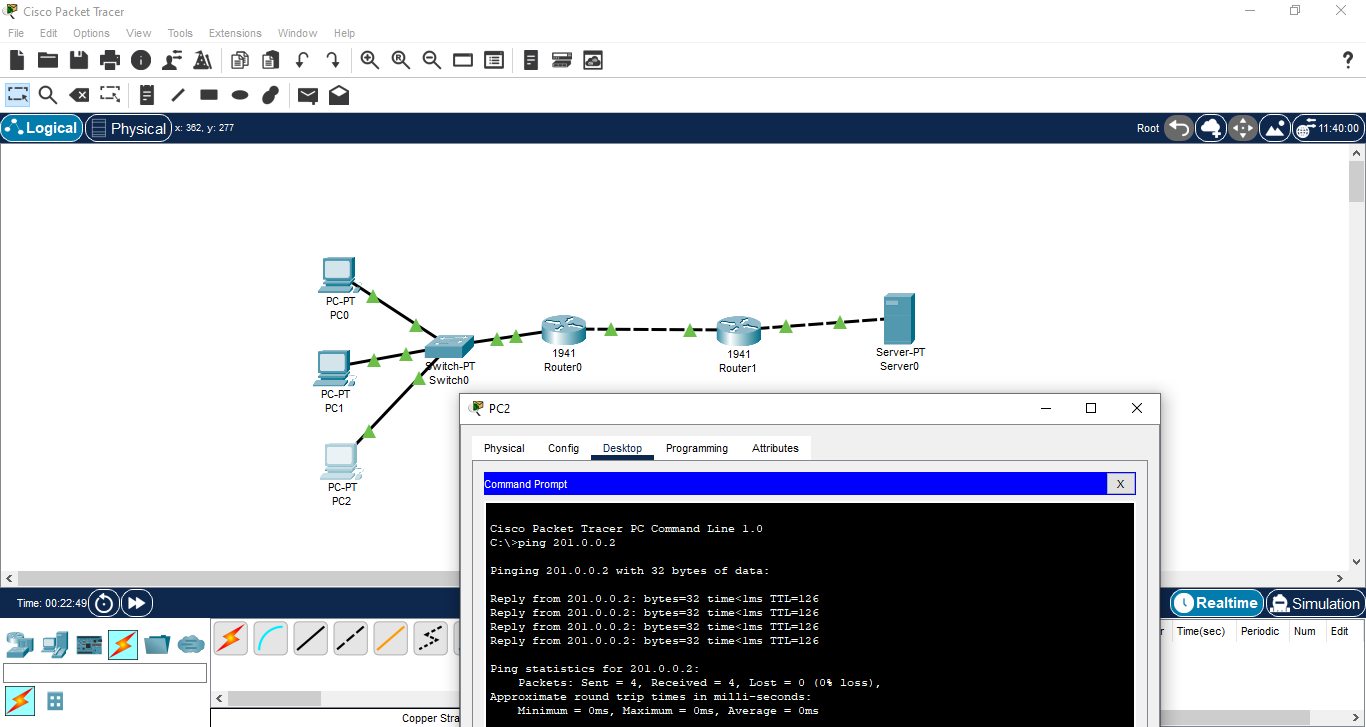 Cisco Packet Tracer
File Edit Options View Tools Extensions Window Help
Logical Physical x: 362, y: 277 Root 11:40:00
PC-PT
PC0
PC-PT
PC1
PC-PT
PC2
Switch-PT
Switch0
1941
Router0
1941
Router1
Server-PT
Server0
PC2
Physical Config Desktop Programming Attributes
Command Prompt X
Cisco Packet Tracer PC Command Line 1.0
C:\>ping 201.0.0.2
Pinging 201.0.0.2 with 32 bytes of data:
Reply from 201.0.0.2: bytes=32 time<1ms TTL=126
Reply from 201.0.0.2: bytes=32 time<1ms TTL=126
Reply from 201.0.0.2: bytes=32 time<1ms TTL=126
Reply from 201.0.0.2: bytes=32 time<1ms TTL=126
Ping statistics for 201.0.0.2:
Packets: Sent = 4, Received = 4, Lost = 0 (0% loss),
Approximate round trip times in milli-seconds:
Minimum = 0ms, Maximum = 0ms, Average = 0ms
Time: 00:22:49 Realtime Simulation
r Time(sec) Periodic Num Edit
Copper Stra